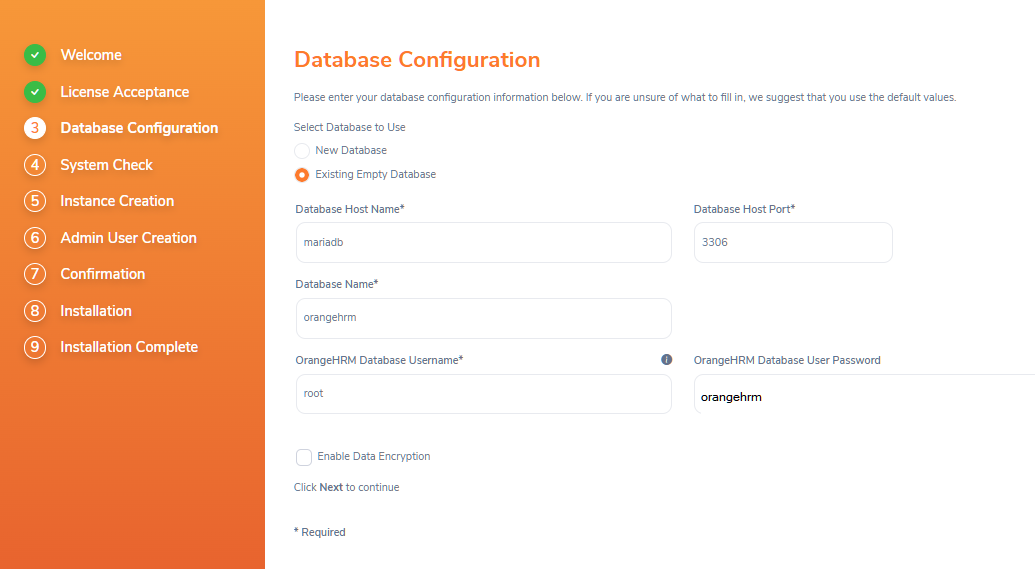 Welcome
License Acceptance
3 Database Configuration
4 System Check
5 Instance Creation
6 Admin User Creation
7 Confirmation
8 Installation
9 Installation Complete
Database Configuration
Please enter your database configuration information below. If you are unsure of what to fill in, we suggest that you use the default values.
Select Database to Use
New Database
Existing Empty Database
Database Host Name* Database Host Port*
mariadb 3306
Database Name*
orangehrm
OrangeHRM Database Username* i OrangeHRM Database User Password
root orangehrm
Enable Data Encryption
Click Next to continue
* Required